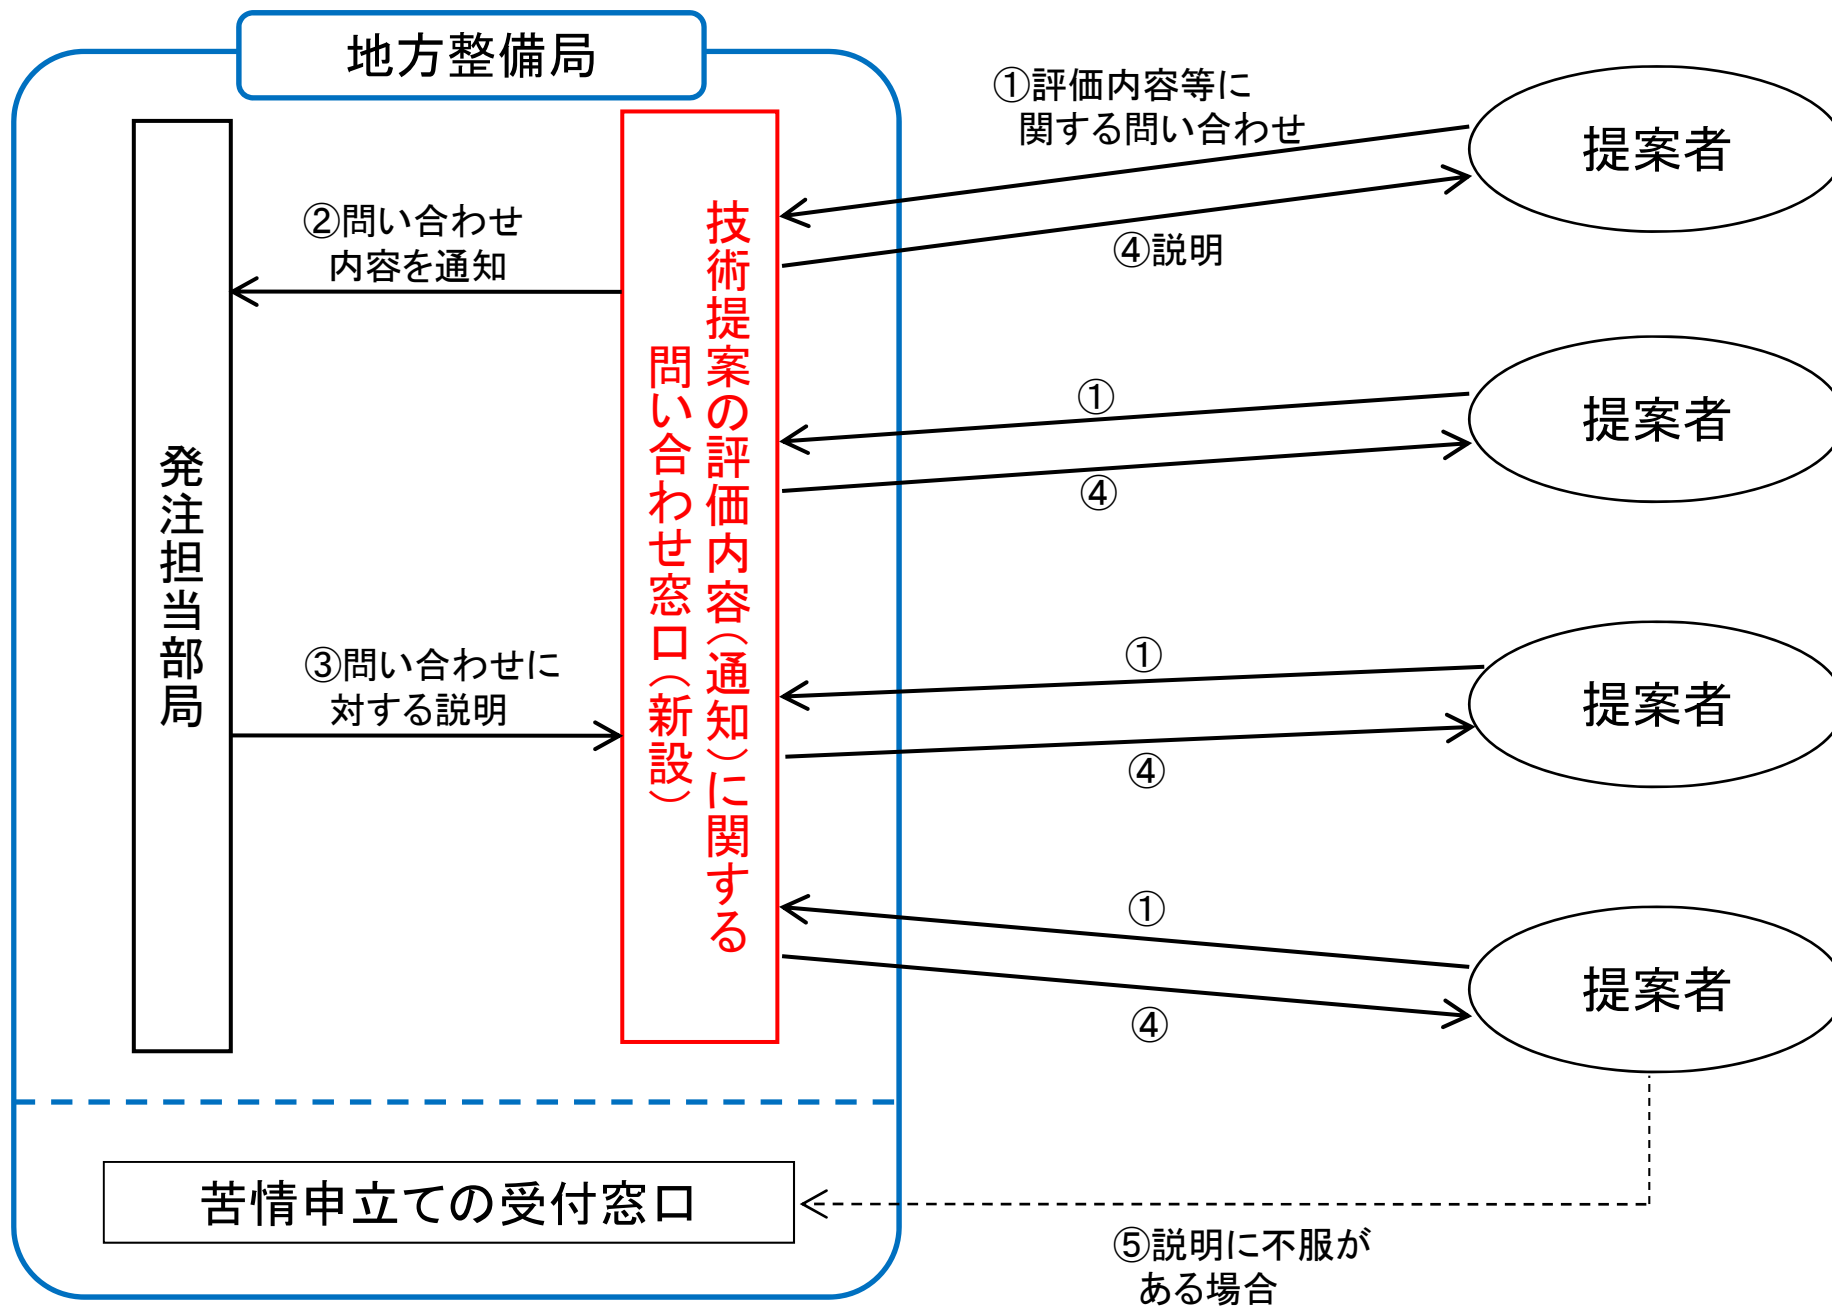 地方整備局
発注担当部局
②問い合わせ
内容を通知
③問い合わせに
対する説明
技術提案の評価内容（通知）に関する
問い合わせ窓口（新設）
①評価内容等に
関する問い合わせ
④説明
提案者
①
④
提案者
①
④
提案者
①
④
提案者
苦情申立ての受付窓口
⑤説明に不服が
ある場合